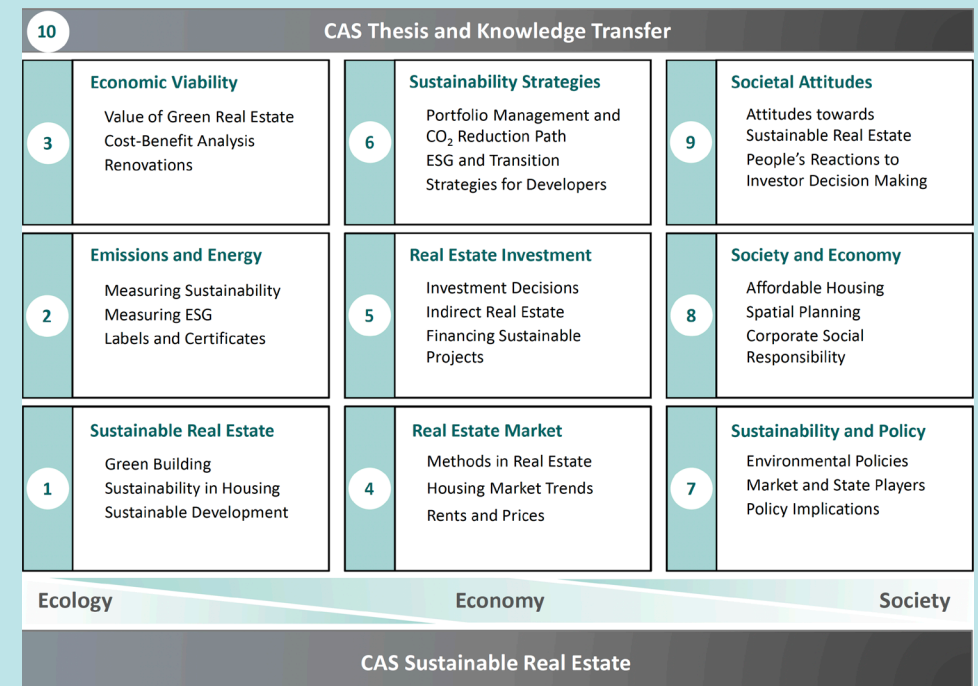 10
CAS Thesis and Knowledge Transfer
3
Economic Viability
Value of Green Real Estate
Cost-Benefit Analysis
Renovations
6
Sustainability Strategies
Portfolio Management and
CO₂ Reduction Path
ESG and Transition
Strategies for Developers
9
Societal Attitudes
Attitudes towards
Sustainable Real Estate
People's Reactions to
Investor Decision Making
2
Emissions and Energy
Measuring Sustainability
Measuring ESG
Labels and Certificates
5
Real Estate Investment
Investment Decisions
Indirect Real Estate
Financing Sustainable
Projects
8
Society and Economy
Affordable Housing
Spatial Planning
Corporate Social
Responsibility
1
Sustainable Real Estate
Green Building
Sustainability in Housing
Sustainable Development
4
Real Estate Market
Methods in Real Estate
Housing Market Trends
Rents and Prices
7
Sustainability and Policy
Environmental Policies
Market and State Players
Policy Implications
Ecology
Economy
Society
CAS Sustainable Real Estate